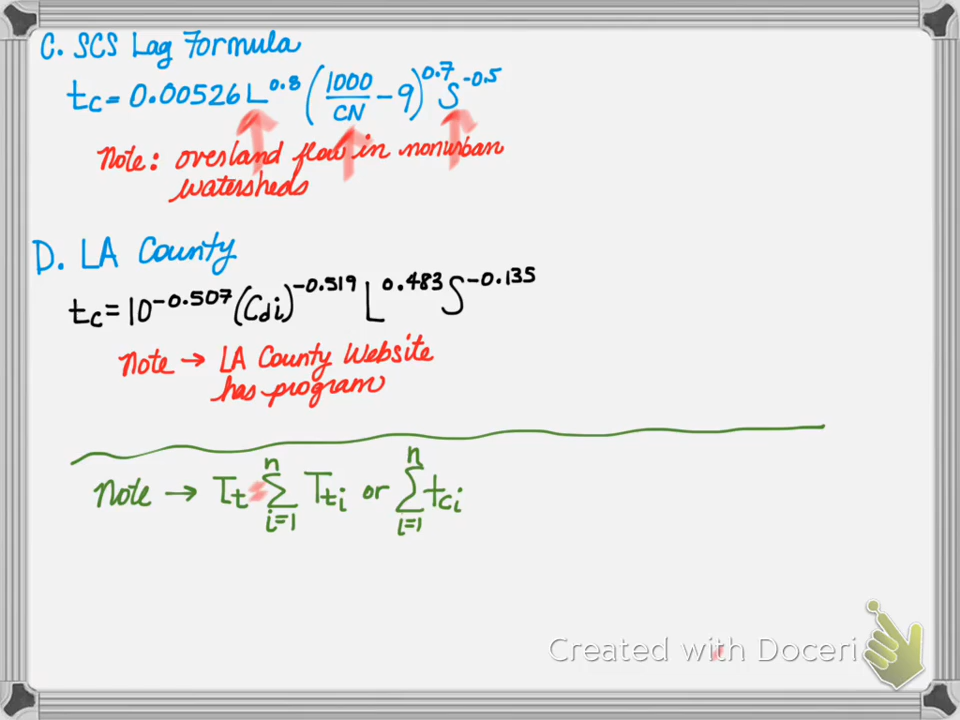 C. SCS Lag Formula
tc = 0.00526 L^0.8 (1000/CN - 9)^0.7 S^-0.5
Note: overland flow in nonurban
watersheds
D. LA County
tc = 10^-0.507 (Cdi)^-0.519 L^0.483 S^-0.135
Note → LA County Website
has program
Note → Tt = Σ_{i=1}^{n} Tti or Σ_{i=1}^{n} tci
Created with Doceri